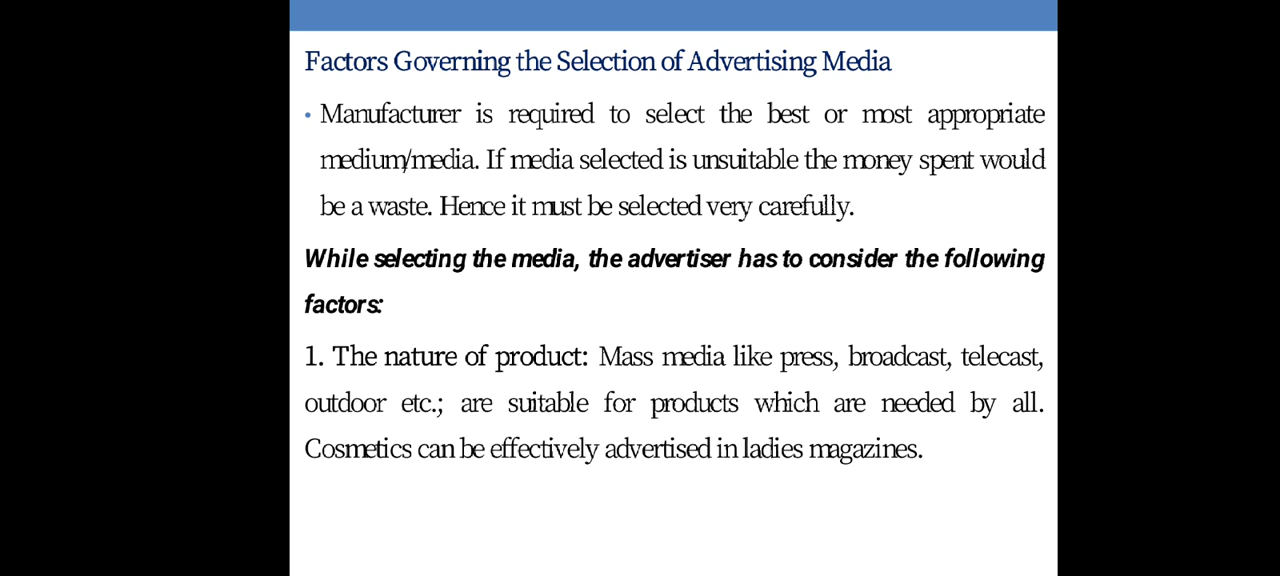 Factors Governing the Selection of Advertising Media
• Manufacturer is required to select the best or most appropriate
medium/media. If media selected is unsuitable the money spent would
be a waste. Hence it must be selected very carefully.
While selecting the media, the advertiser has to consider the following
factors:
1. The nature of product: Mass media like press, broadcast, telecast,
outdoor etc.; are suitable for products which are needed by all.
Cosmetics can be effectively advertised in ladies magazines.